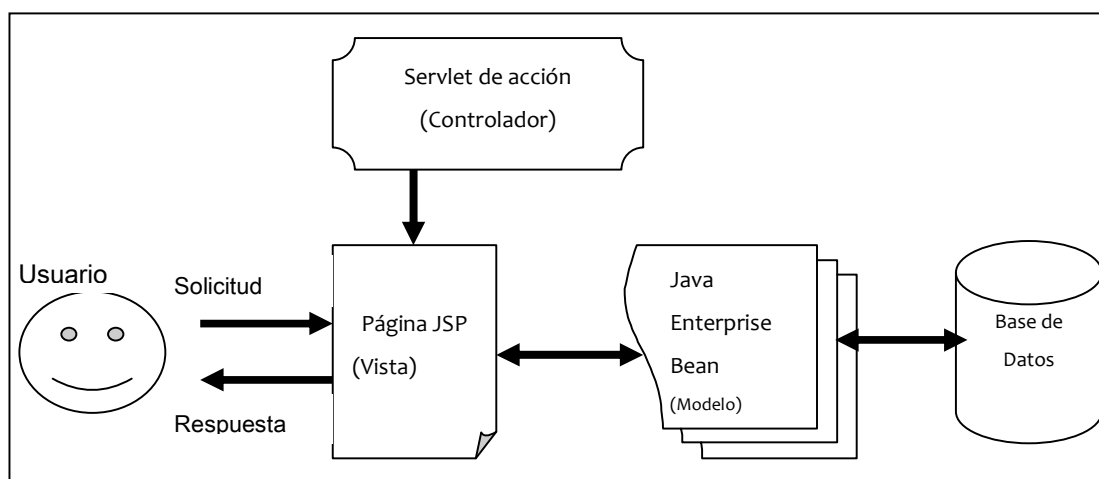 Servlet de acción
(Controlador)
Usuario
Solicitud
Respuesta
Página JSP
(Vista)
Java
Enterprise
Bean
(Modelo)
Base de
Datos